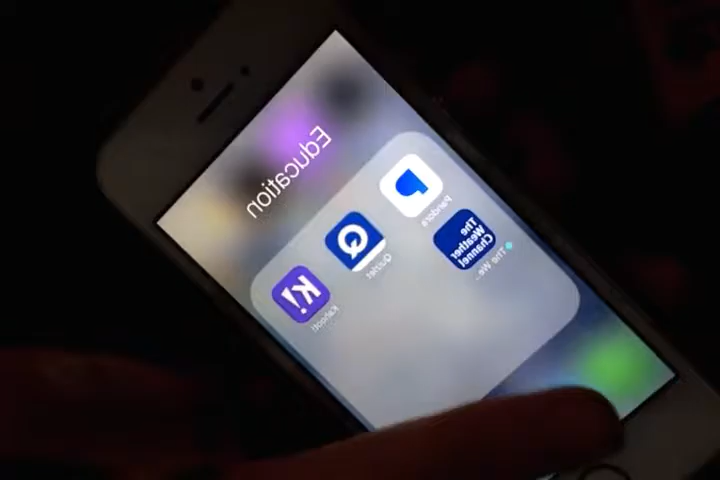 Education
Pandora
Quizlet
Kahoot!
The
Weather
Channel
The We...
Q
K!